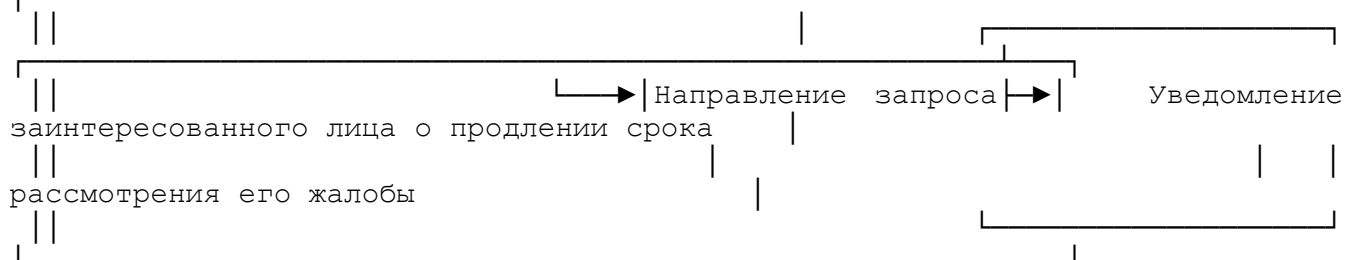 Направление запроса Уведомление
заинтересованного лица о продлении срока
рассмотрения его жалобы